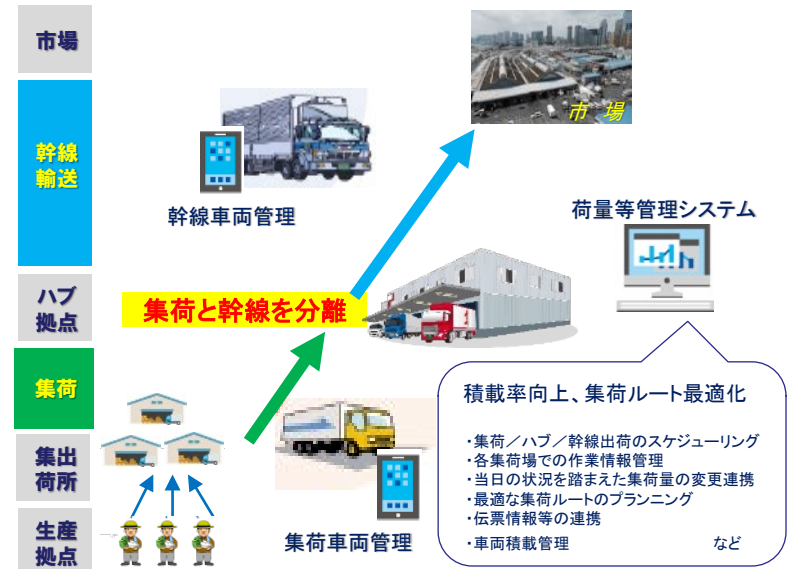 市場
幹線
輸送
ハブ
拠点
集荷
集出
荷所
生産
拠点
市 場
幹線車両管理
荷量等管理システム
集荷と幹線を分離
集荷車両管理
積載率向上、集荷ルート最適化
・集荷／ハブ／幹線出荷のスケジューリング
・各集荷場での作業情報管理
・当日の状況を踏まえた集荷量の変更連携
・最適な集荷ルートのプランニング
・伝票情報等の連携
・車両積載管理 など